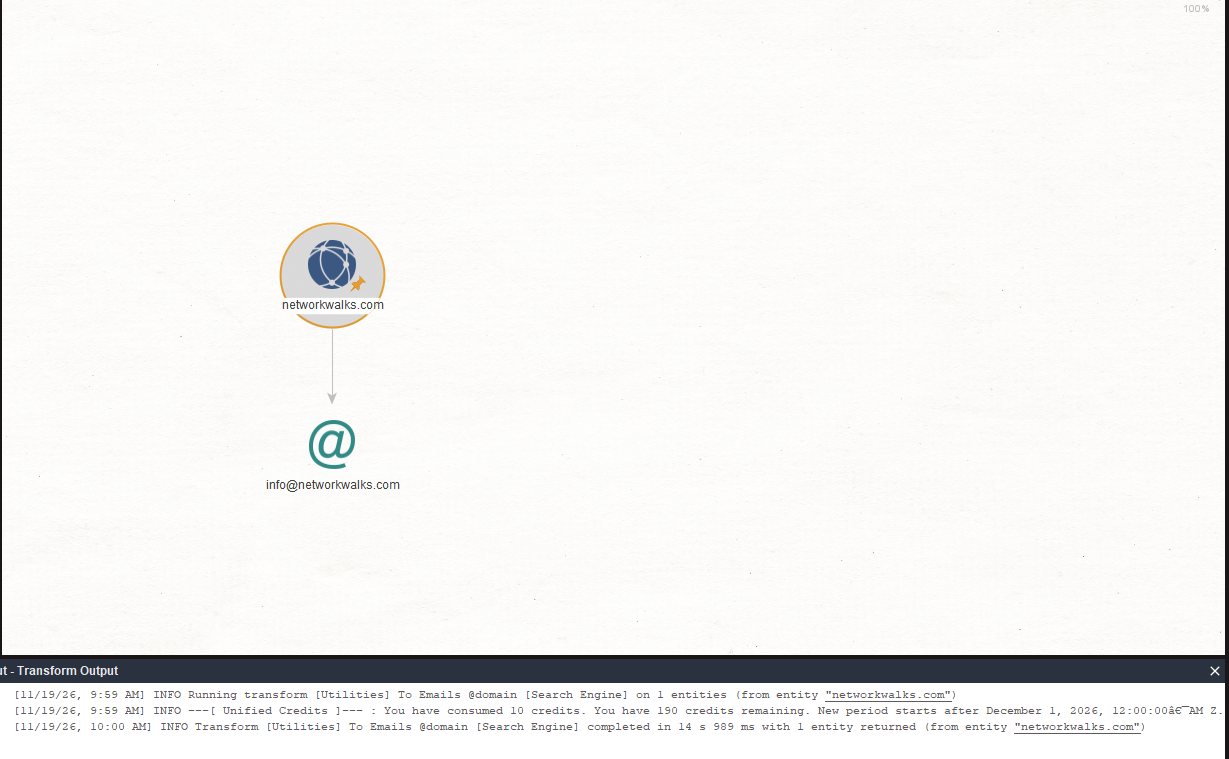 100%
networkwalks.com
info@networkwalks.com
ut - Transform Output
[11/19/26, 9:59 AM] INFO Running transform [Utilities] To Emails @domain [Search Engine] on 1 entities (from entity "networkwalks.com")
[11/19/26, 9:59 AM] INFO ---[ Unified Credits ]--- : You have consumed 10 credits. You have 190 credits remaining. New period starts after December 1, 2026, 12:00:00â€¯AM Z.
[11/19/26, 10:00 AM] INFO Transform [Utilities] To Emails @domain [Search Engine] completed in 14 s 989 ms with 1 entity returned (from entity "networkwalks.com")